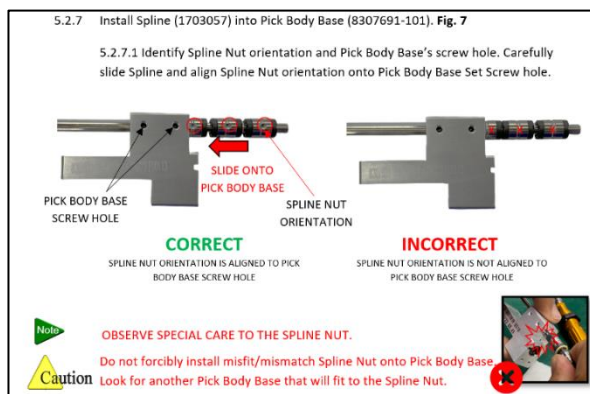 5.2.7 Install Spline (1703057) into Pick Body Base (8307691-101). Fig. 7
5.2.7.1 Identify Spline Nut orientation and Pick Body Base's screw hole. Carefully
slide Spline and align Spline Nut orientation onto Pick Body Base Set Screw hole.
SLIDE ONTO
PICK BODY BASE
PICK BODY BASE
SCREW HOLE
SPLINE NUT
ORIENTATION
CORRECT
SPLINE NUT ORIENTATION IS ALIGNED TO PICK
BODY BASE SCREW HOLE
INCORRECT
SPLINE NUT ORIENTATION IS NOT ALIGNED TO
PICK BODY BASE SCREW HOLE
Note
OBSERVE SPECIAL CARE TO THE SPLINE NUT.
Caution
Do not forcibly install misfit/mismatch Spline Nut onto Pick Body Base
Look for another Pick Body Base that will fit to the Spline Nut.